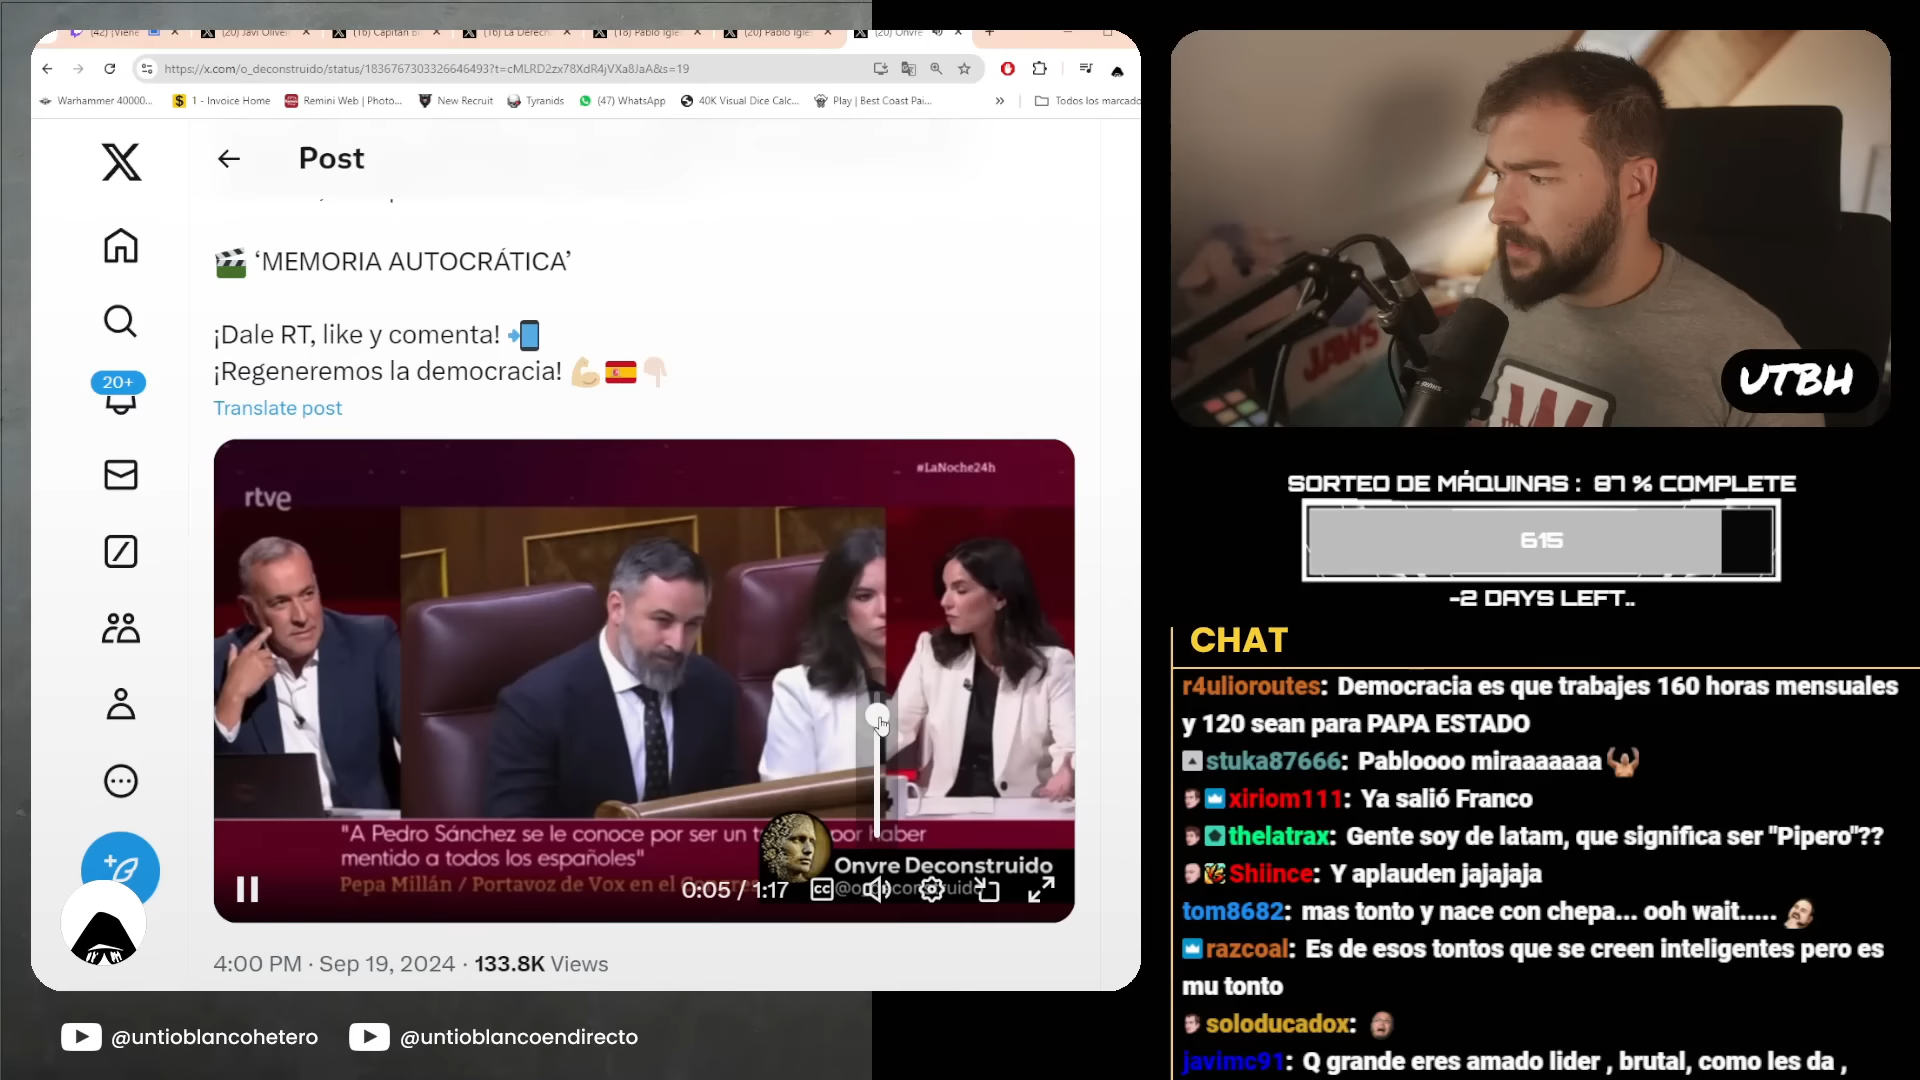 (42) ¡Viene
(20) Javi Oliveir
(16) Capitan Bi
(16) La Derech
(18) Pablo Igle
(20) Pablo Igle
(20) Onvre
https://x.com/o_deconstruido/status/1836767303326646493?t=cMLRD2zx78XdR4jVXa8JaA&s=19
Warhammer 40000...
1 - Invoice Home
Remini Web | Photo...
New Recruit
Tyranids
(47) WhatsApp
40K Visual Dice Calc...
Play | Best Coast Pai...
»
Todos los marcado
Post
‘MEMORIA AUTOCRÁTICA’
¡Dale RT, like y comenta!
¡Regeneremos la democracia!
Translate post
20+
#LaNoche24h
rtve
"A Pedro Sánchez se le conoce por ser un por haber
mentido a todos los españoles"
Pepa Millán / Portavoz de Vox en el
Onvre Deconstruido
0:05 / 1:17
CC
4:00 PM · Sep 19, 2024 · 133.8K Views
@untioblancohetero
@untioblancoendirecto
JAWS
UTBH
SORTEO DE MÁQUINAS : 87 % COMPLETE
615
-2 DAYS LEFT..
CHAT
r4ulioroutes: Democracia es que trabajes 160 horas mensuales
y 120 sean para PAPA ESTADO
stuka87666: Pabloooo miraaaaaaa
xiriom111: Ya salió Franco
thelatrax: Gente soy de latam, que significa ser "Pipero"??
Shiince: Y aplauden jajajaja
tom8682: mas tonto y nace con chepa... ooh wait.....
razcoal: Es de esos tontos que se creen inteligentes pero es
mu tonto
soloducadox:
javimc91: Q grande eres amado lider , brutal, como les da ,